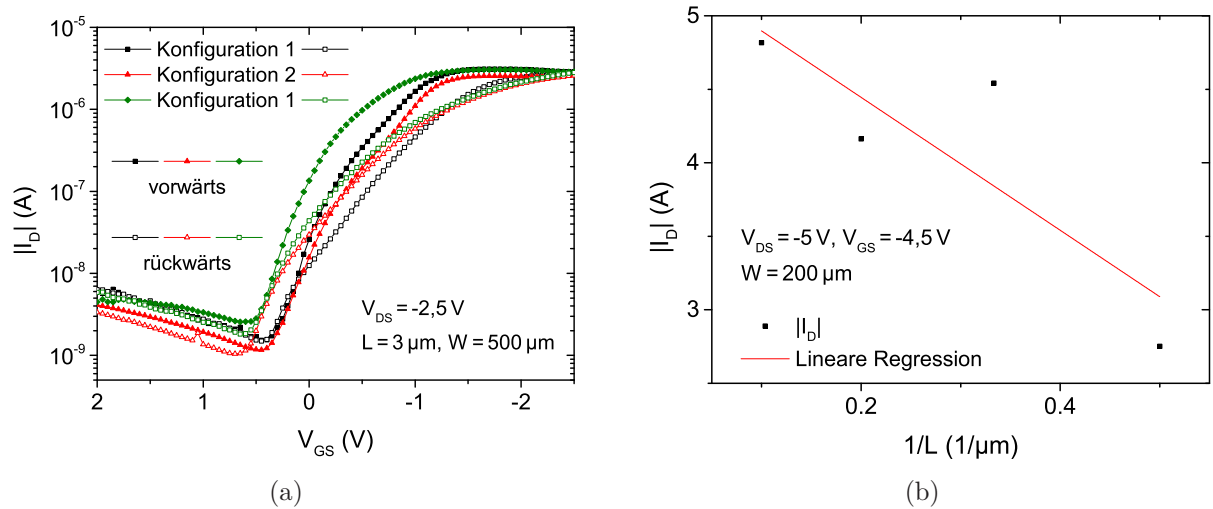 10⁻⁵
10⁻⁶
10⁻⁷
10⁻⁸
10⁻⁹
|I_D| (A)
Konfiguration 1
Konfiguration 2
Konfiguration 1
vorwärts
rückwärts
V_DS = -2,5 V
L = 3 µm, W = 500 µm
2 1 0 -1 -2
V_GS (V)
(a)
5
4
3
|I_D| (A)
V_DS = -5 V, V_GS = -4,5 V
W = 200 µm
|I_D|
Lineare Regression
0.2 0.4
1/L (1/µm)
(b)